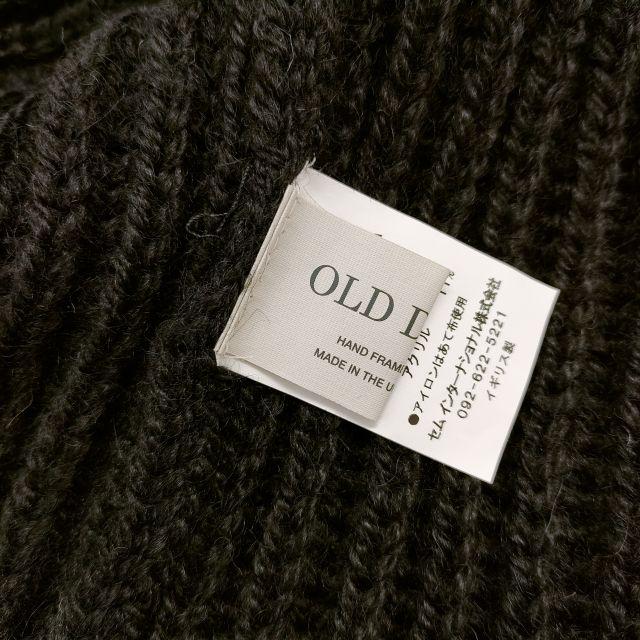 OLD
HAND FRAME
MADE IN THE U
アクリル
●アイロンはあて布使用
セムインターナショナル株式会社
092-622-5521
イギリス製